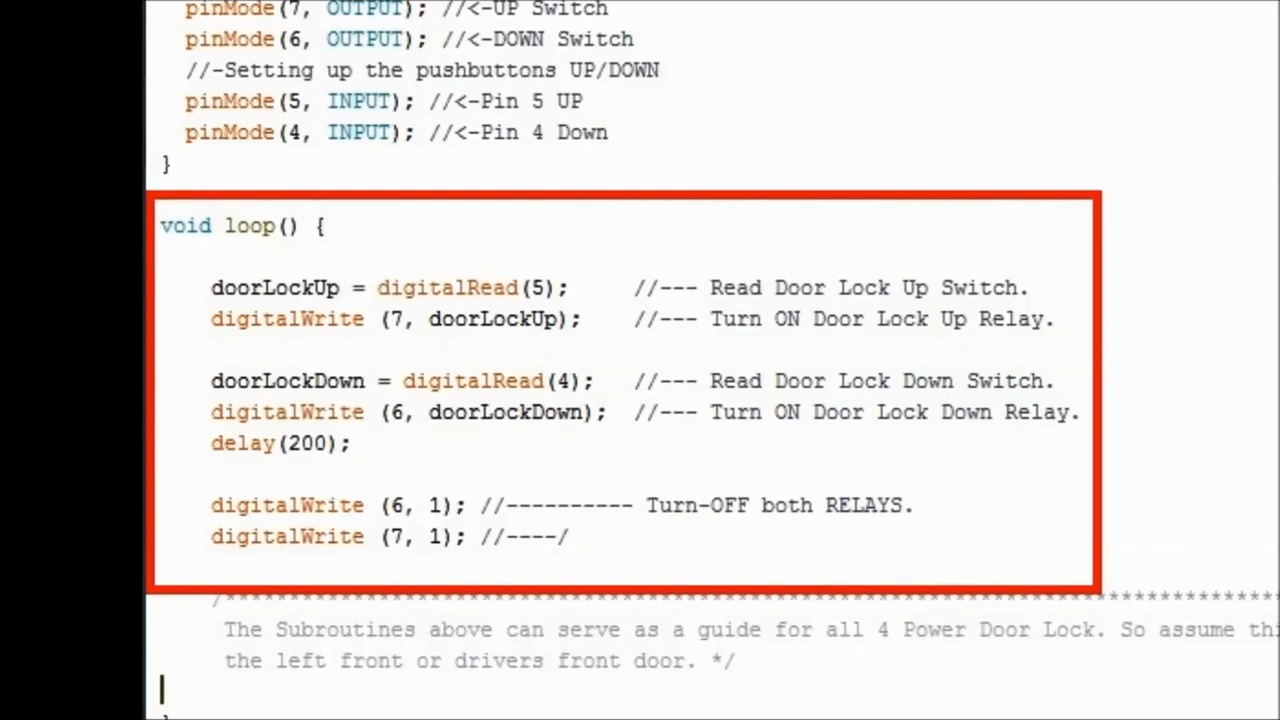 pinMode(7, OUTPUT); //<-UP Switch
pinMode(6, OUTPUT); //<-DOWN Switch
//-Setting up the pushbuttons UP/DOWN
pinMode(5, INPUT); //<-Pin 5 UP
pinMode(4, INPUT); //<-Pin 4 Down
}
void loop() {
doorLockUp = digitalRead(5); //--- Read Door Lock Up Switch.
digitalWrite (7, doorLockUp); //--- Turn ON Door Lock Up Relay.
doorLockDown = digitalRead(4); //--- Read Door Lock Down Switch.
digitalWrite (6, doorLockDown); //--- Turn ON Door Lock Down Relay.
delay(200);
digitalWrite (6, 1); //---------- Turn-OFF both RELAYS.
digitalWrite (7, 1); //----/
/***********************************************************************************
The Subroutines above can serve as a guide for all 4 Power Door Lock. So assume
the left front or drivers front door. */